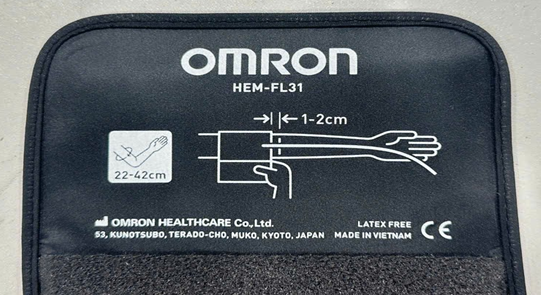 OMRON
HEM-FL31
1-2cm
22-42cm
OMRON HEALTHCARE Co., Ltd.
LATEX FREE
53, KUNOTSUBO, TERADO-CHO, MUKO, KYOTO, JAPAN
MADE IN VIETNAM
CE